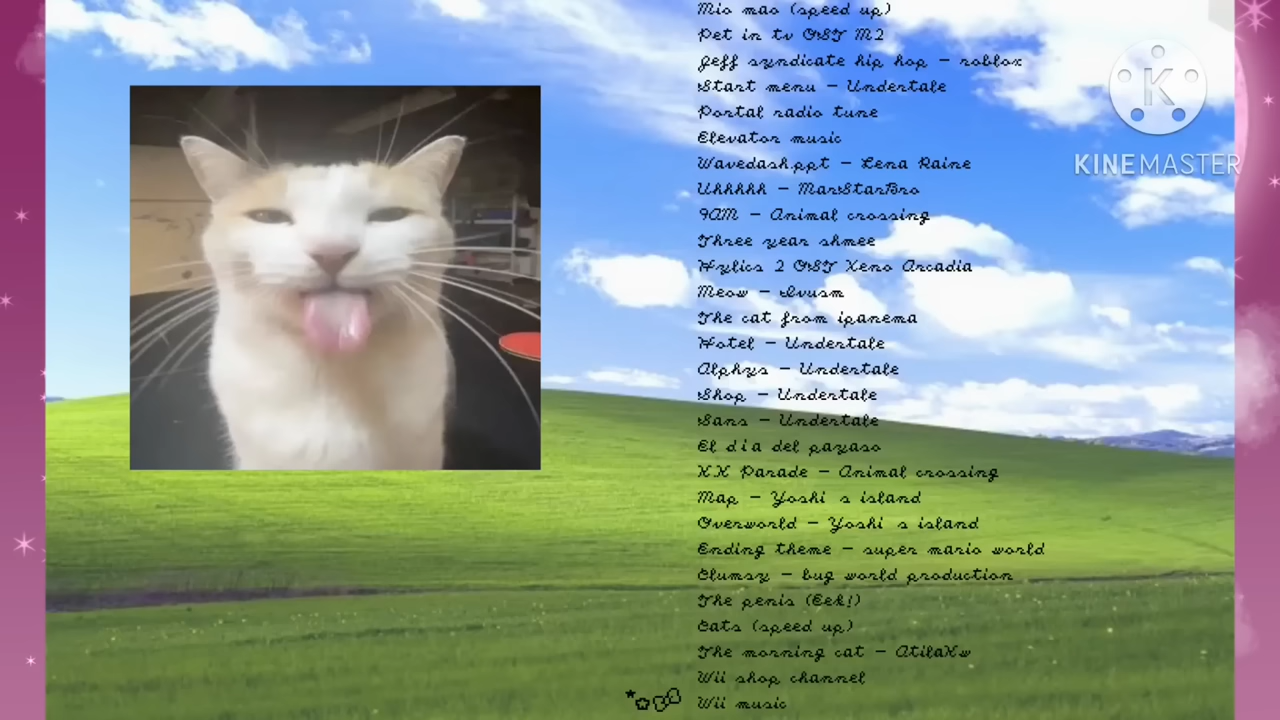 Mio mao (speed up)
Pet in tv OST M2
Jeff syndicate hip hop - roblox
Start menu - Undertale
Portal radio tune
Elevator music
Wavedash.ppt - Lena Raine
Uhhhhh - MarStarBro
9AM - Animal crossing
Three year shmee
Hylics 2 OST Xeno Arcadia
Meow - Svusm
The cat from ipanema
Hotel - Undertale
Alphys - Undertale
Shop - Undertale
Sans - Undertale
El día del payaso
KK Parade - Animal crossing
Map - Yoshi s island
Overworld - Yoshi s island
Ending theme - super mario world
Clumsy - bug world production
The penis (Eek!)
Cats (speed up)
The morning cat - AtilaKw
Wii shop channel
Wii music
K
KINEMASTER